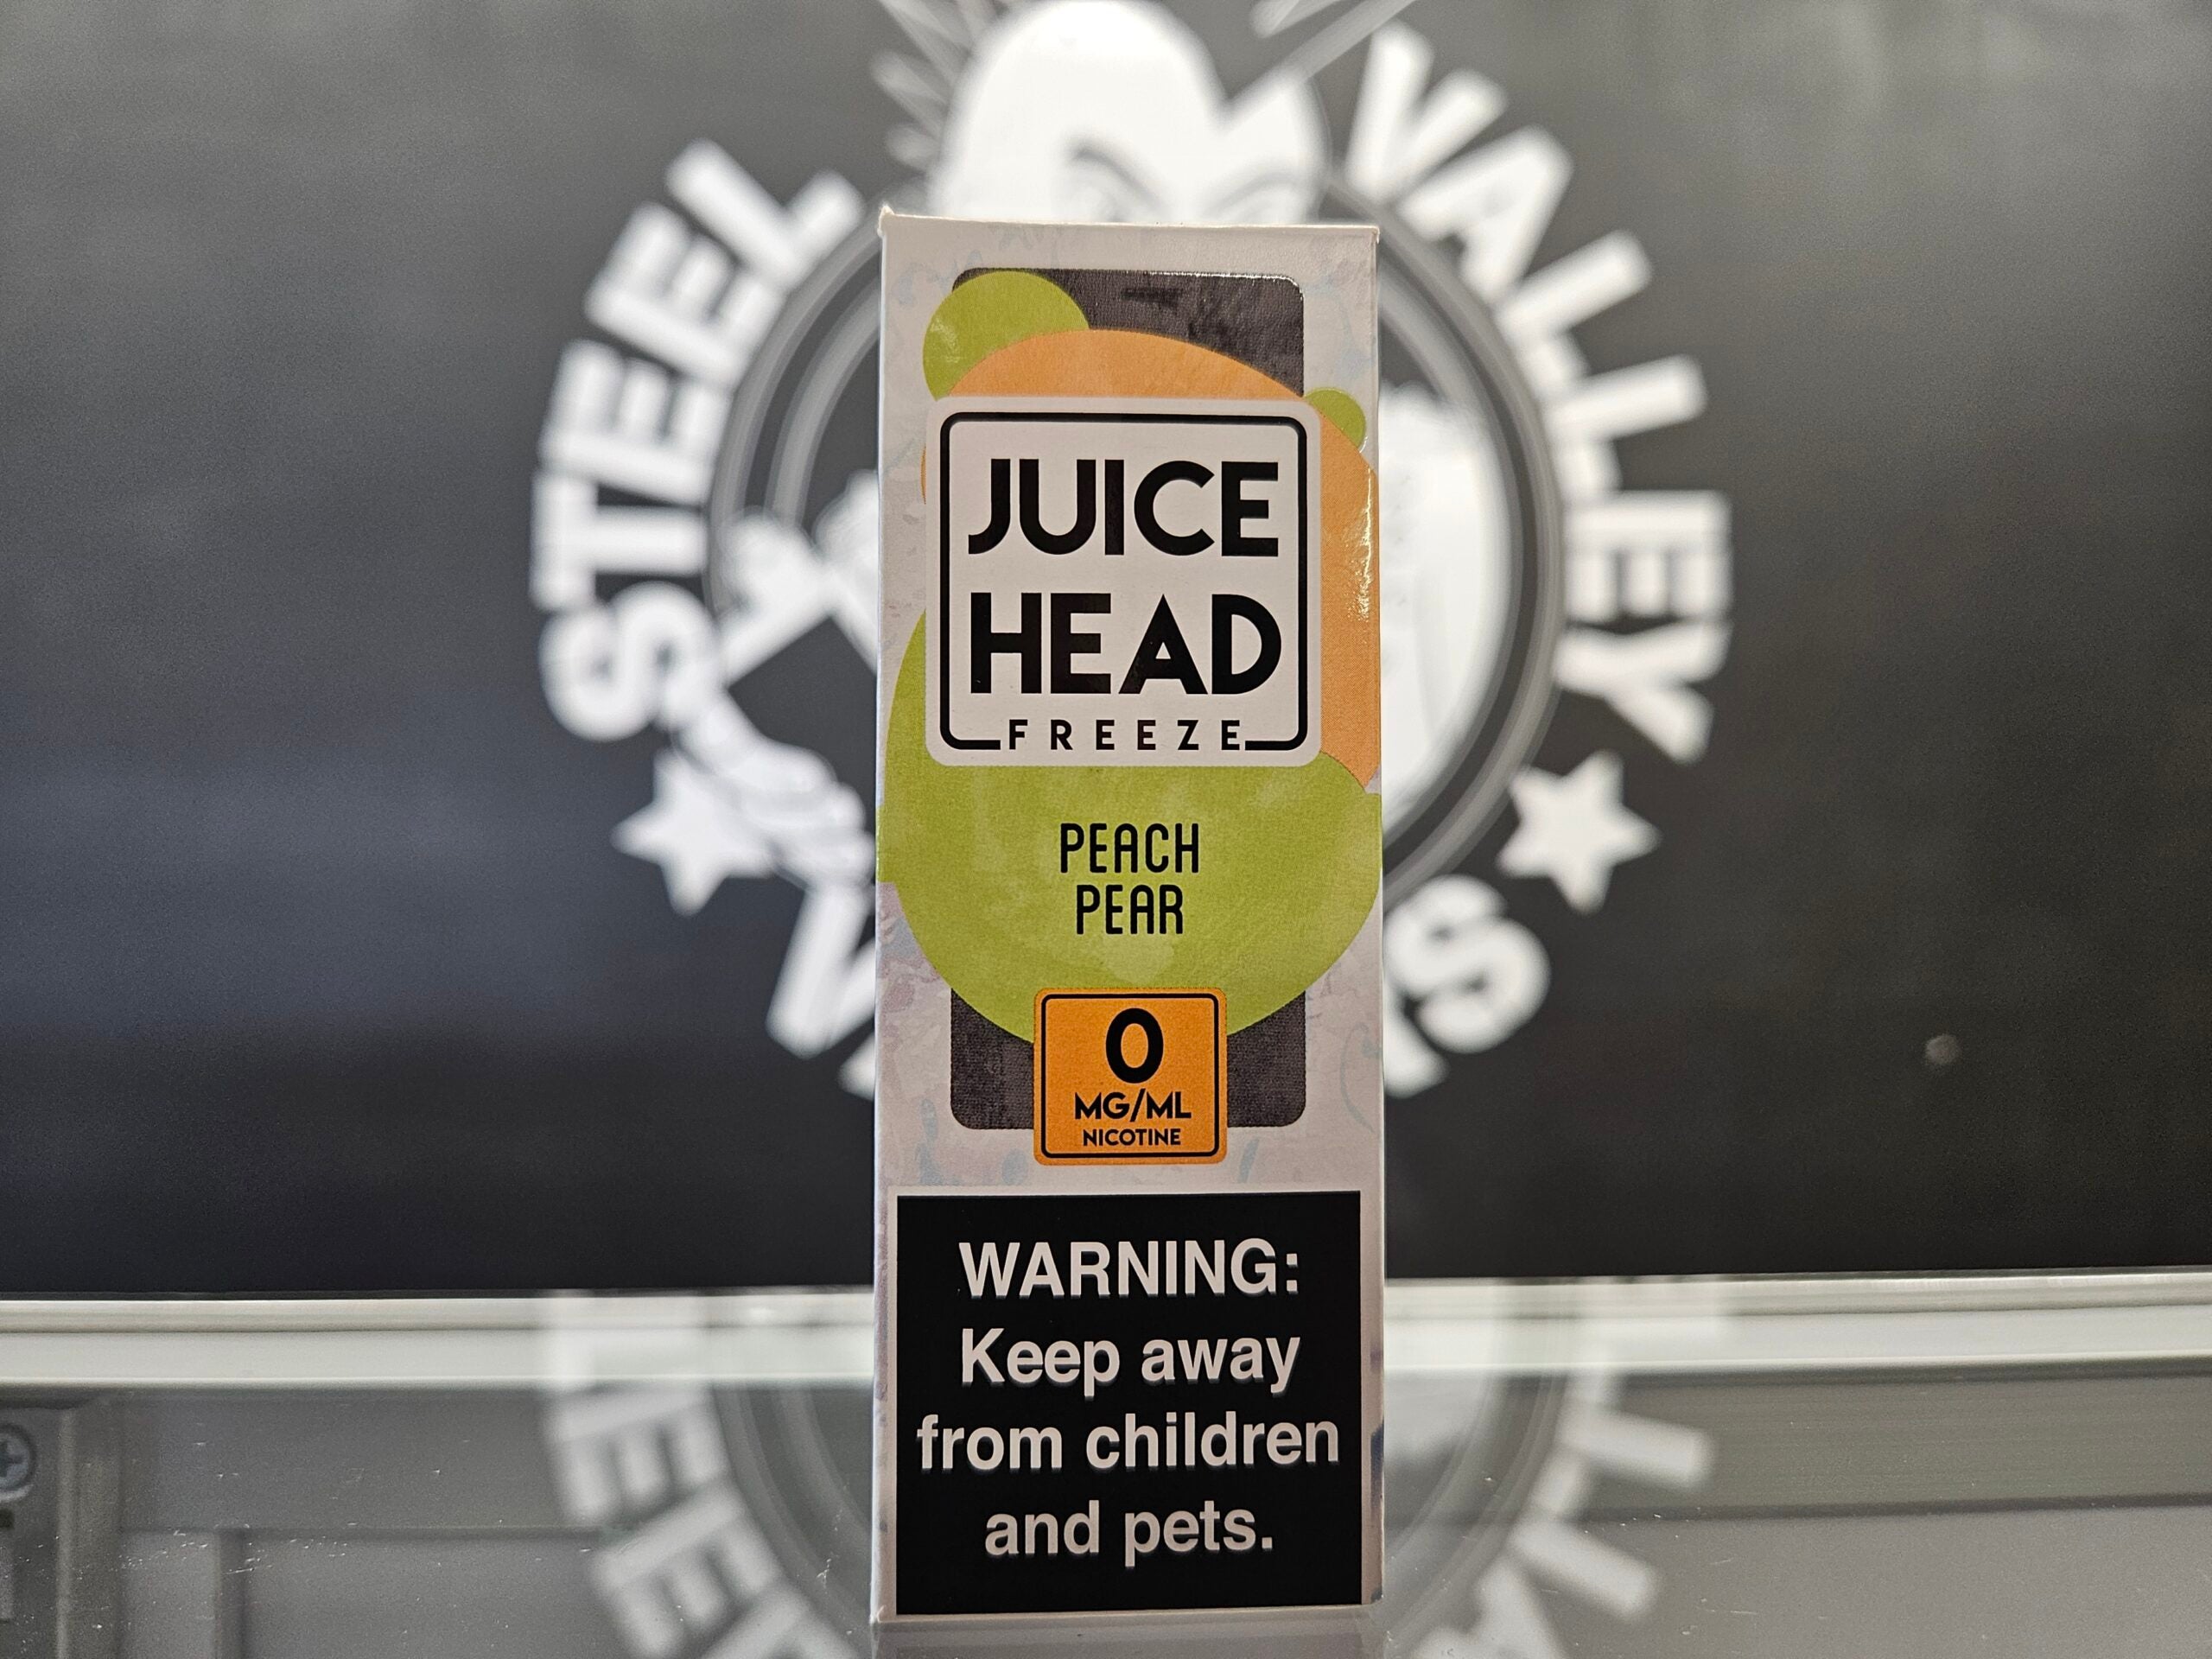 STEEL VALLEY
JUICE
HEAD
FREEZE
PEACH
PEAR
0
MG/ML
NICOTINE
WARNING:
Keep away
from children
and pets.